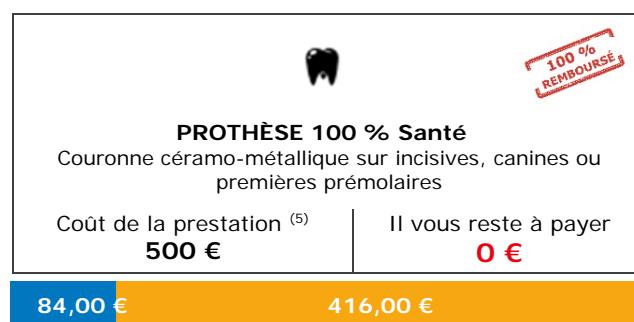 100 %
REMBOURSÉ
PROTHÈSE 100 % Santé
Couronne céramo-métallique sur incisives, canines ou
premières prémolaires
Coût de la prestation (5)
500 €
Il vous reste à payer
0 €
84,00 €
416,00 €